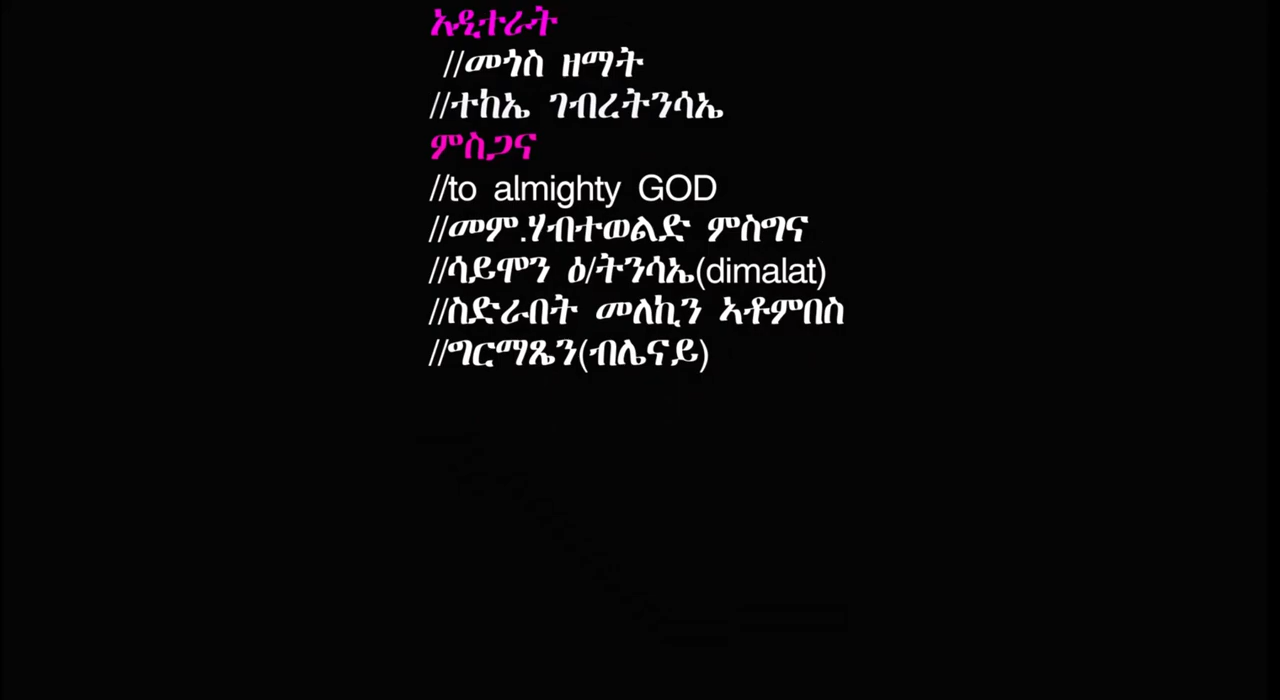 ኣዲተራት
//መጎስ ዘማት
//ተከኤ ገብረትንሳኤ
ምስጋና
//to almighty GOD
//መም.ሃብተወልድ ምስግና
//ሳይሞን ዕ/ትንሳኤ(dimalat)
//ስድራበት መለኪን ኣቶምበስ
//ግርማጼን(ብሌናይ)